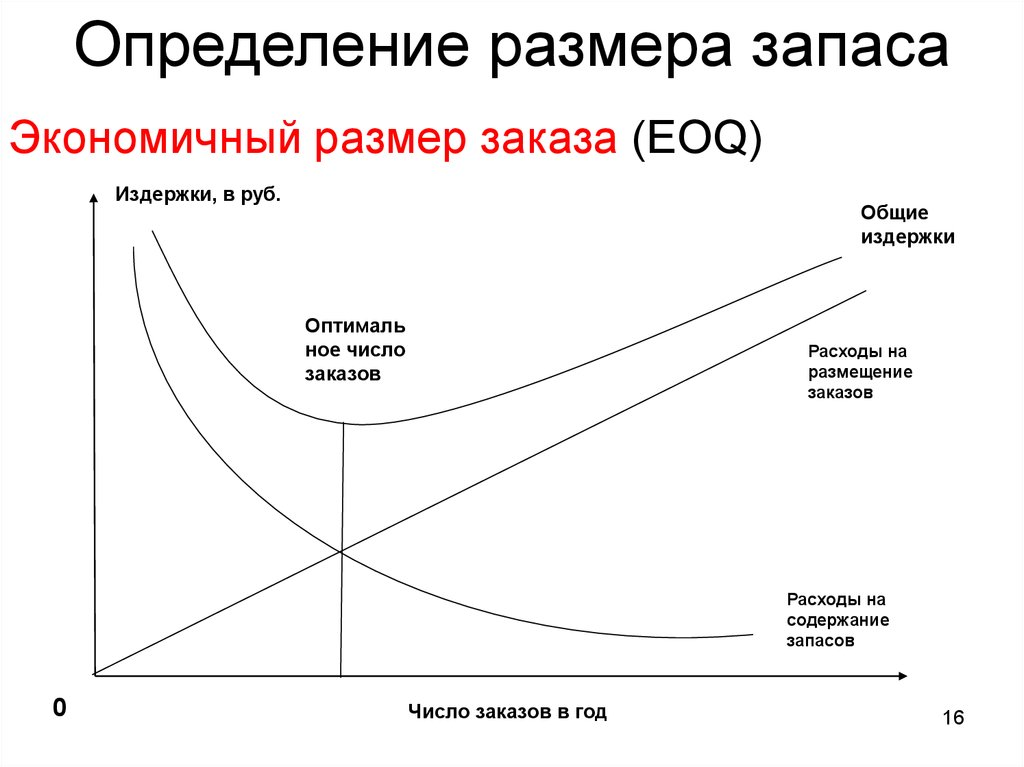 Определение размера запаса
Экономичный размер заказа (EOQ)
Издержки, в руб.
Общие
издержки
Оптималь
ное число
заказов
Расходы на
размещение
заказов
Расходы на
содержание
запасов
0
Число заказов в год
16